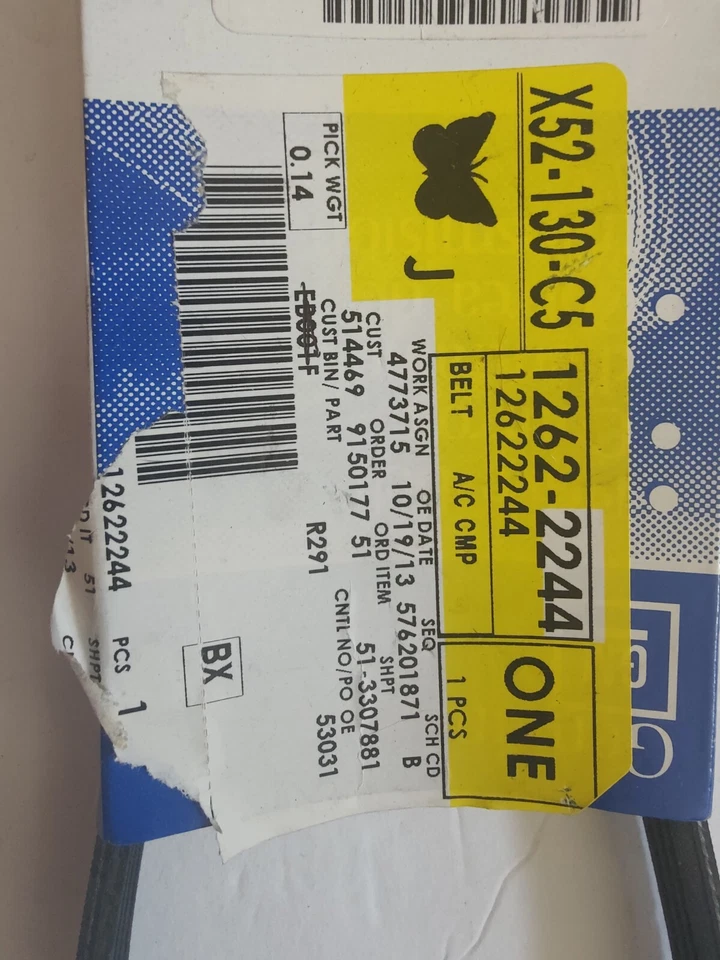 X52-130-C5
1262-2244
12622244
ONE
BELT A/C CMP
1 PCS
J
WORK ASGN OE DATE SEQ SCH CD
4773715 10/19/13 576201871 B
CUST ORDER ORD ITEM SHPT
514469 9150177 51 51-3307881
CUST BIN/ PART CNTL NO/PO OE
R291 53031
PICK WGT
0.14
BX
12622244 PCS 1
51 SHPT